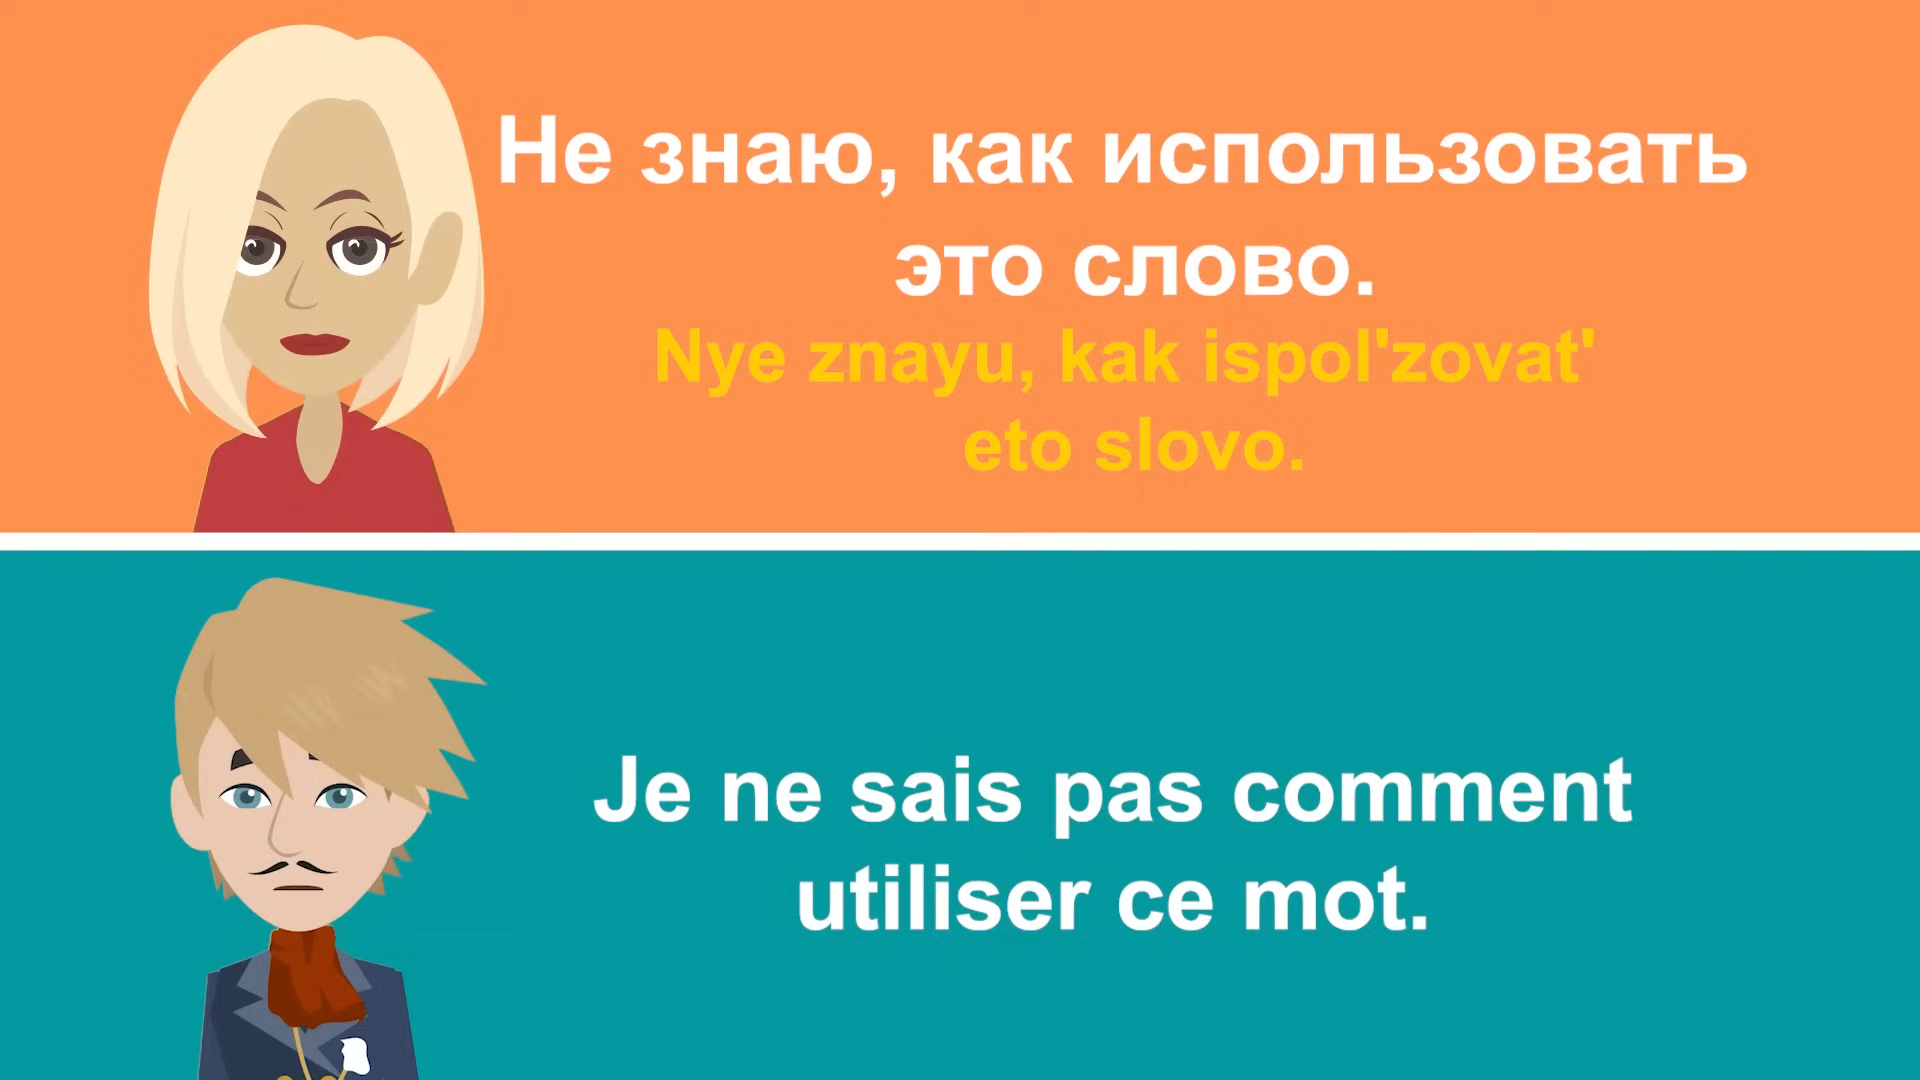 Не знаю, как использовать
это слово.
Nye znayu, kak ispol'zovat'
eto slovo.
Je ne sais pas comment
utiliser ce mot.